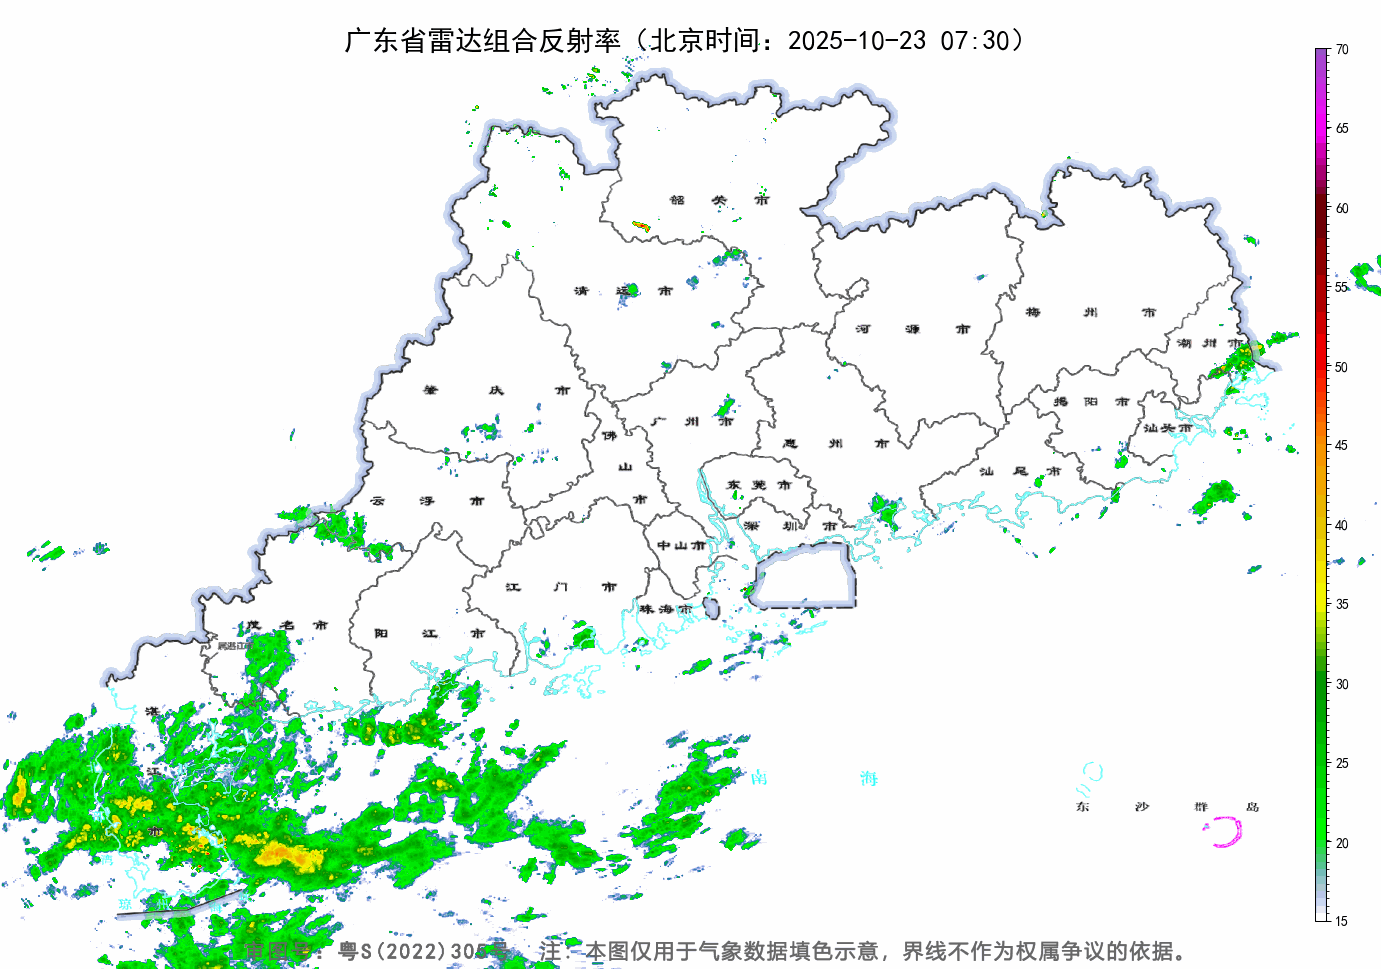 广东省雷达组合反射率（北京时间：2025-10-23 07:30）
70
65
60
55
50
45
40
35
30
25
20
15
韶关市
清远市
河源市
梅州市
潮州市
肇庆市
广州市
佛山市
惠州市
揭阳市
汕头市
汕尾市
东莞市
云浮市
深圳市
中山市
江门市
珠海市
阳江市
茂名市
属湛江
湛江市
南海
东沙群岛
琼州
审图号：粤S(2022)305号 注：本图仅用于气象数据填色示意，界线不作为权属争议的依据。